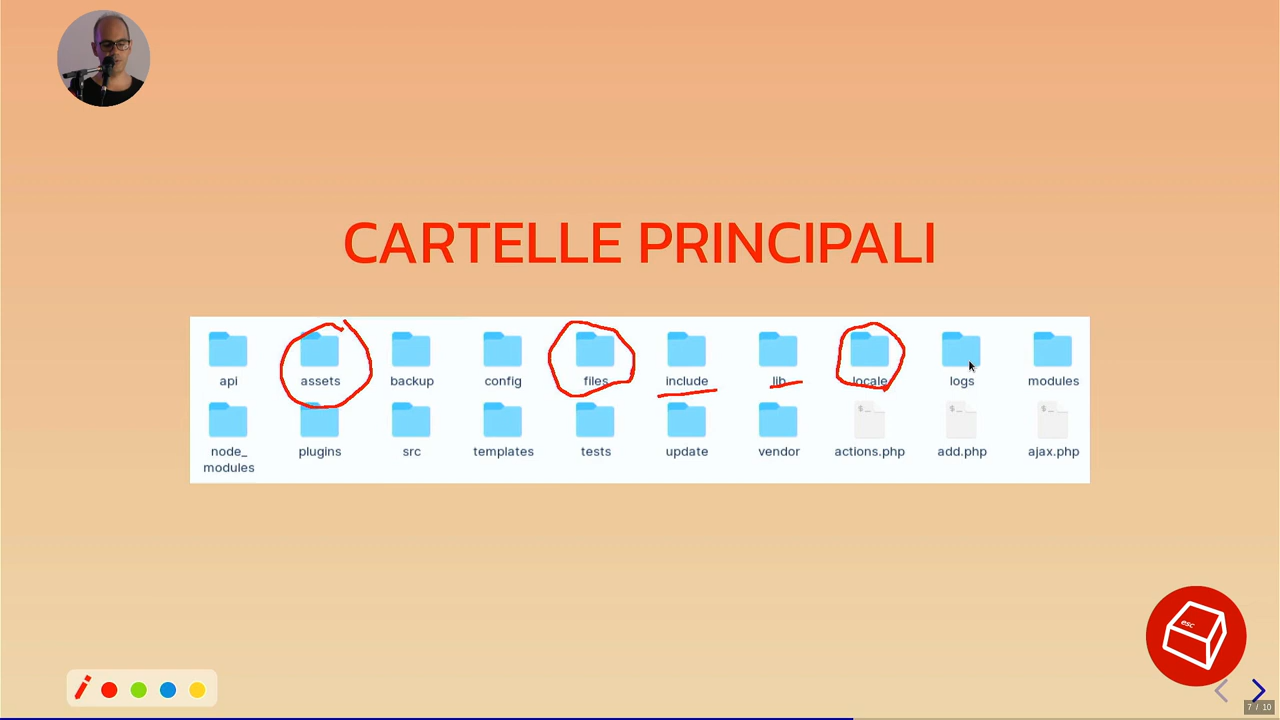 CARTELLE PRINCIPALI
api assets backup config files include lib locale logs modules
node_ plugins src templates tests update vendor actions.php add.php ajax.php
modules
esc
7 / 10